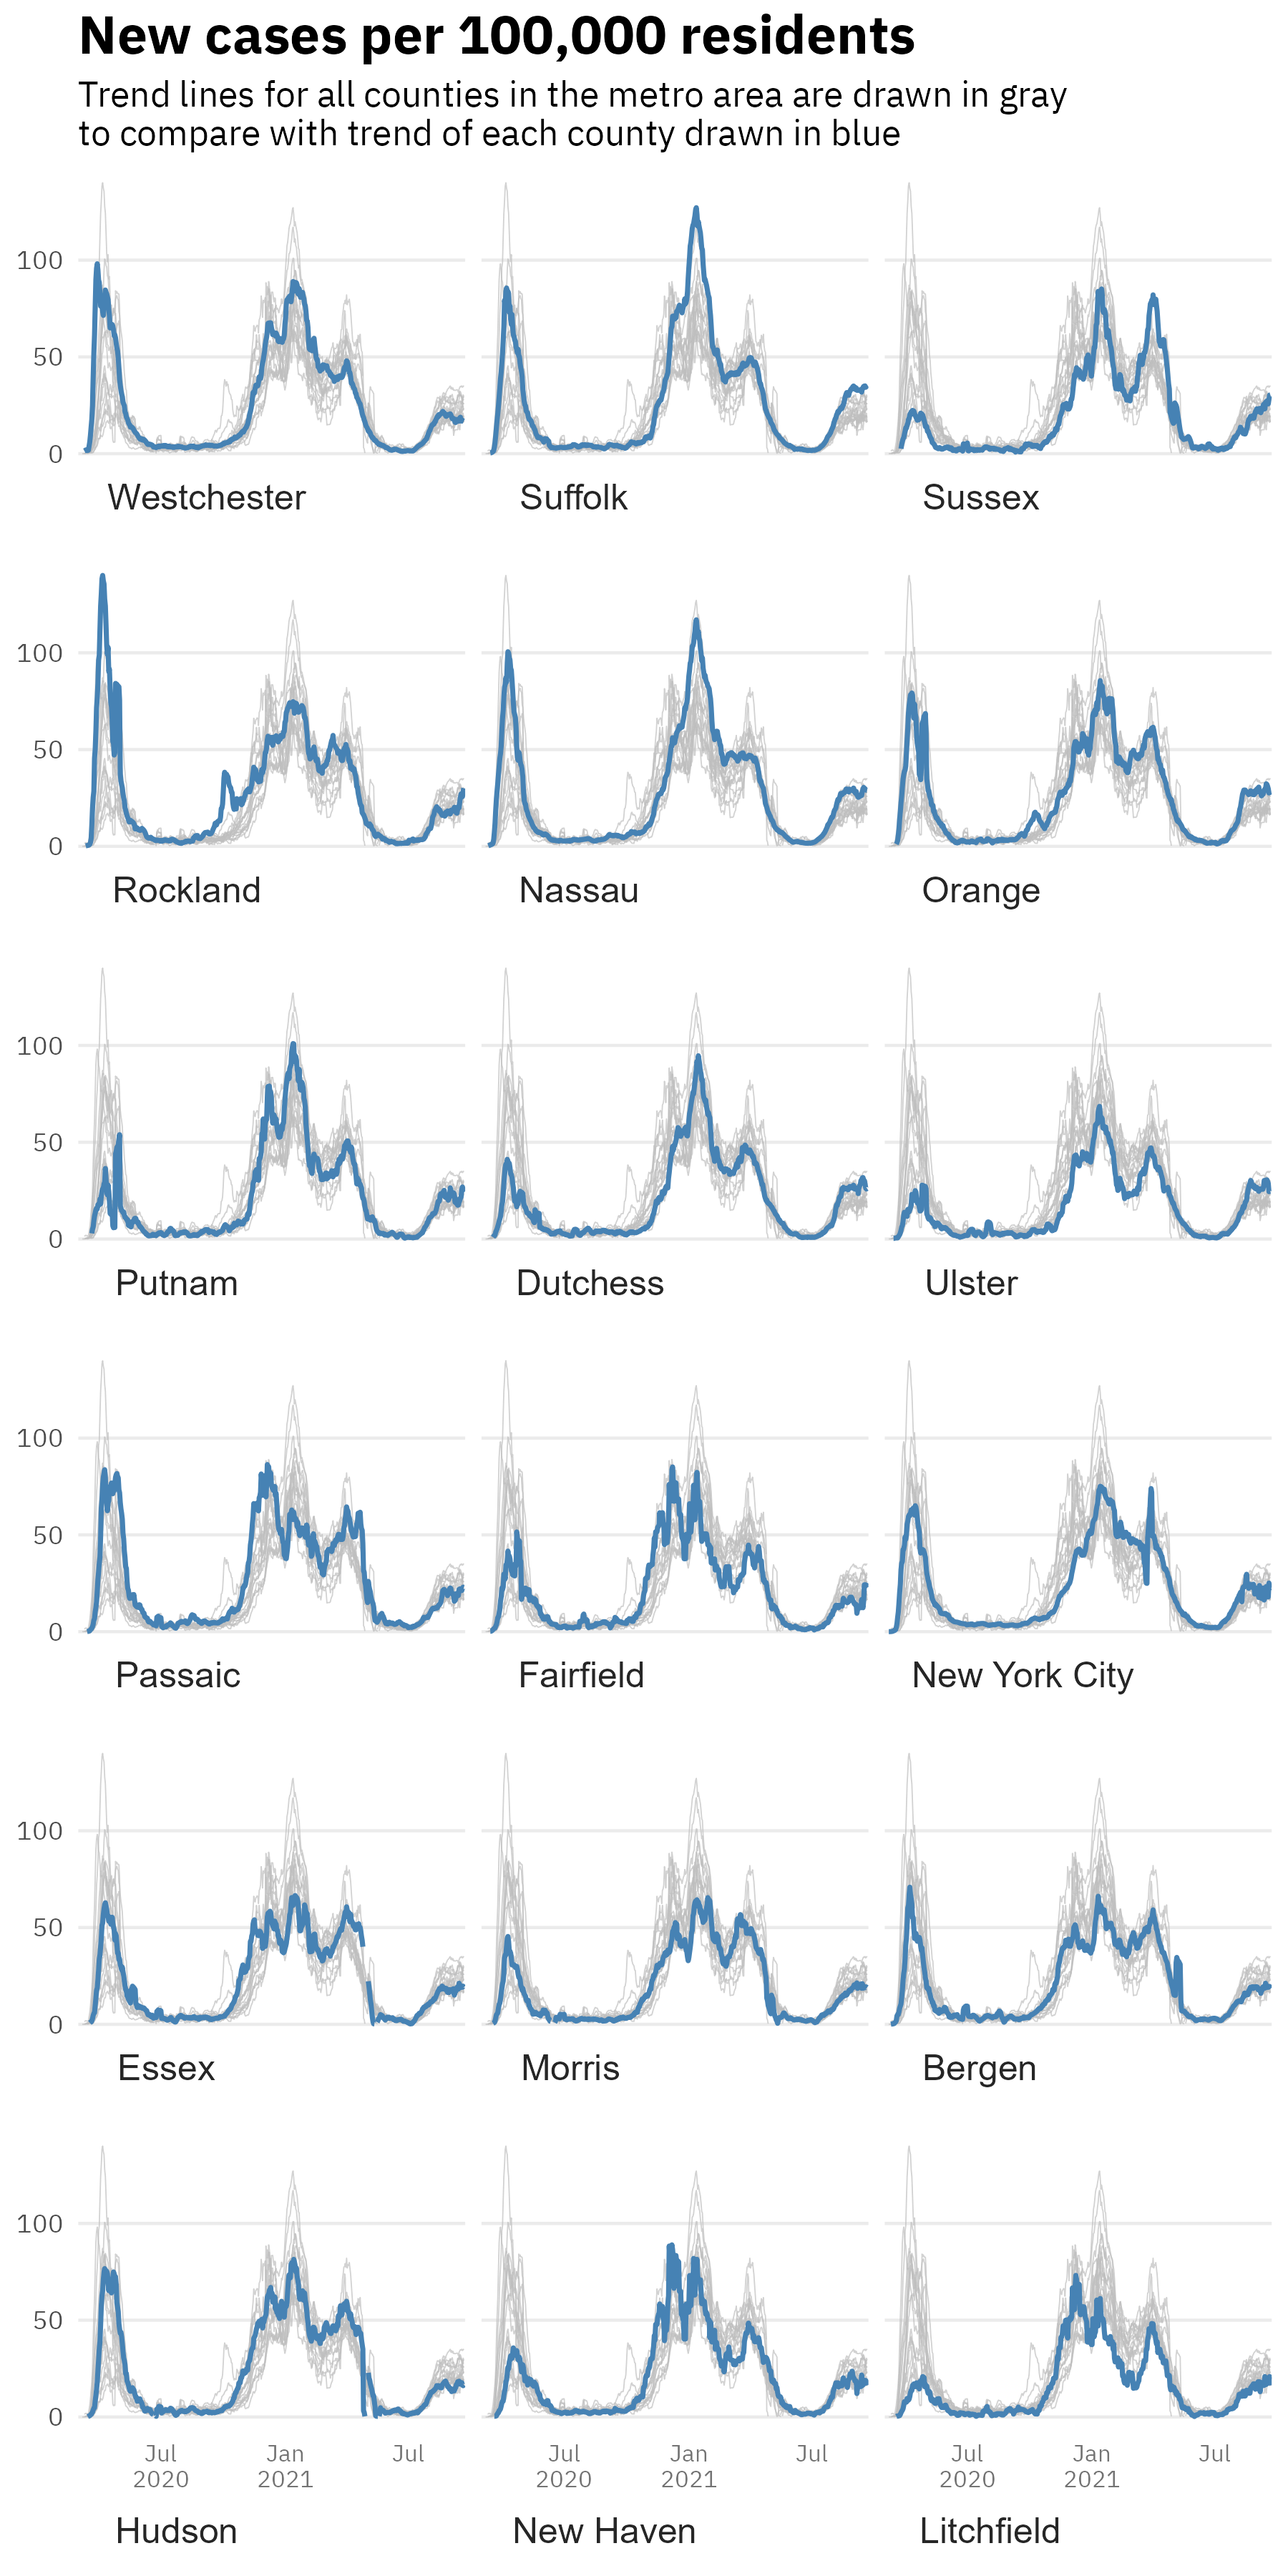 New cases per 100,000 residents
Trend lines for all counties in the metro area are drawn in gray
to compare with trend of each county drawn in blue
100
50
0
Westchester Suffolk Sussex
100
50
0
Rockland Nassau Orange
100
50
0
Putnam Dutchess Ulster
100
50
0
Passaic Fairfield New York City
100
50
0
Essex Morris Bergen
100
50
0
Jul Jan Jul Jul Jan Jul Jul Jan Jul
2020 2021 2020 2021 2020 2021
Hudson New Haven Litchfield